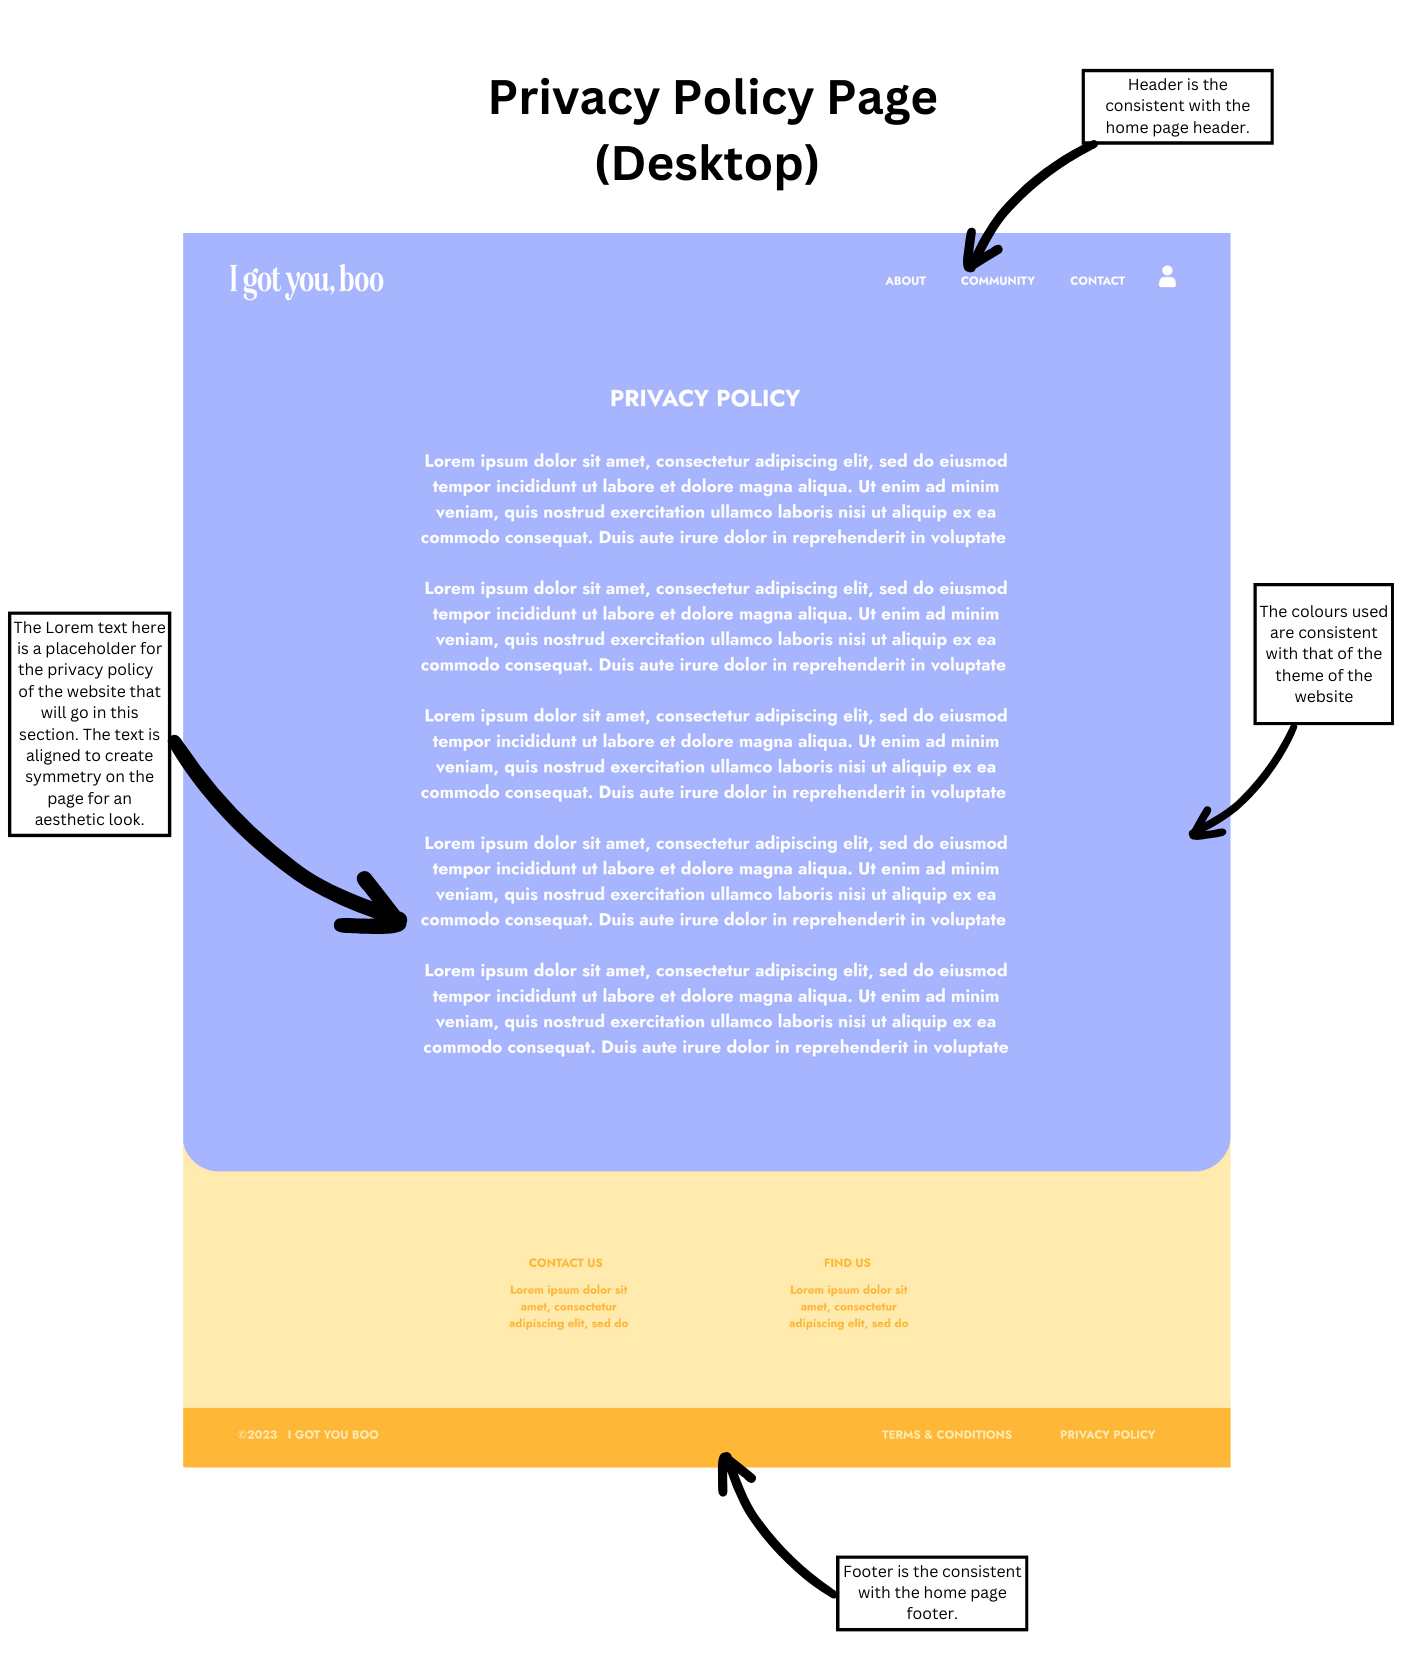 Privacy Policy Page
(Desktop)
Header is the
consistent with the
home page header.
I got you, boo
ABOUT COMMUNITY CONTACT
PRIVACY POLICY
Lorem ipsum dolor sit amet, consectetur adipiscing elit, sed do eiusmod
tempor incididunt ut labore et dolore magna aliqua. Ut enim ad minim
veniam, quis nostrud exercitation ullamco laboris nisi ut aliquip ex ea
commodo consequat. Duis aute irure dolor in reprehenderit in voluptate
Lorem ipsum dolor sit amet, consectetur adipiscing elit, sed do eiusmod
tempor incididunt ut labore et dolore magna aliqua. Ut enim ad minim
veniam, quis nostrud exercitation ullamco laboris nisi ut aliquip ex ea
commodo consequat. Duis aute irure dolor in reprehenderit in voluptate
Lorem ipsum dolor sit amet, consectetur adipiscing elit, sed do eiusmod
tempor incididunt ut labore et dolore magna aliqua. Ut enim ad minim
veniam, quis nostrud exercitation ullamco laboris nisi ut aliquip ex ea
commodo consequat. Duis aute irure dolor in reprehenderit in voluptate
Lorem ipsum dolor sit amet, consectetur adipiscing elit, sed do eiusmod
tempor incididunt ut labore et dolore magna aliqua. Ut enim ad minim
veniam, quis nostrud exercitation ullamco laboris nisi ut aliquip ex ea
commodo consequat. Duis aute irure dolor in reprehenderit in voluptate
Lorem ipsum dolor sit amet, consectetur adipiscing elit, sed do eiusmod
tempor incididunt ut labore et dolore magna aliqua. Ut enim ad minim
veniam, quis nostrud exercitation ullamco laboris nisi ut aliquip ex ea
commodo consequat. Duis aute irure dolor in reprehenderit in voluptate
The Lorem text here
is a placeholder for
the privacy policy
of the website that
will go in this
section. The text is
aligned to create
symmetry on the
page for an
aesthetic look.
The colours used
are consistent
with that of the
theme of the
website
CONTACT US
Lorem ipsum dolor sit
amet, consectetur
adipiscing elit, sed do
FIND US
Lorem ipsum dolor sit
amet, consectetur
adipiscing elit, sed do
©2023 I GOT YOU BOO
TERMS & CONDITIONS PRIVACY POLICY
Footer is the consistent
with the home page
footer.